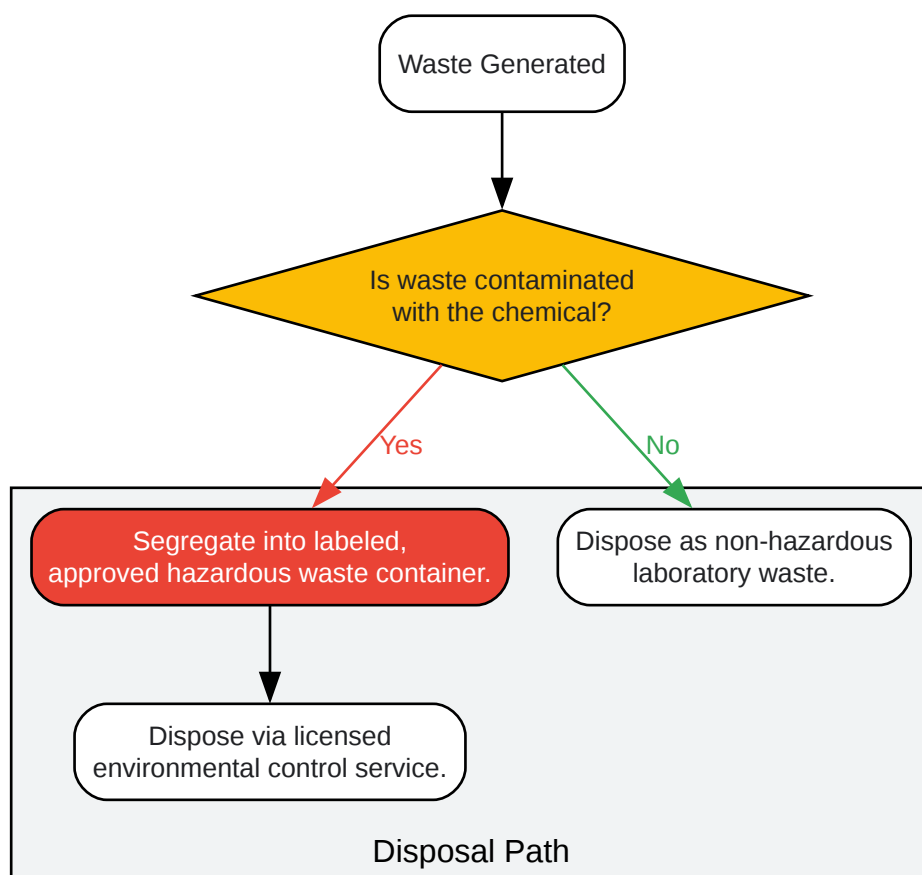 Waste Generated
Is waste contaminated
with the chemical?
Yes
No
Segregate into labeled,
approved hazardous waste container.
Dispose as non-hazardous
laboratory waste.
Dispose via licensed
environmental control service.
Disposal Path